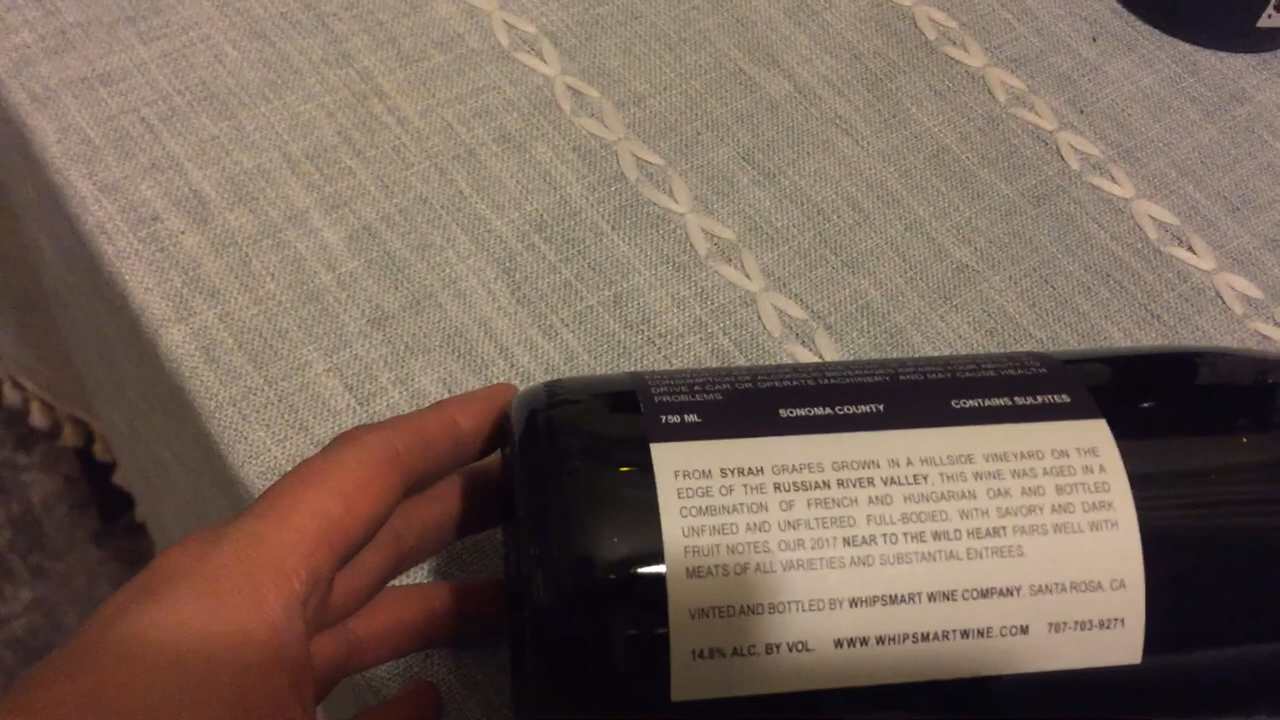 CONSUMPTION OF ALCOHOLIC BEVERAGES IMPAIRS YOUR ABILITY TO
DRIVE A CAR OR OPERATE MACHINERY, AND MAY CAUSE HEALTH
PROBLEMS
750 ML SONOMA COUNTY CONTAINS SULFITES
FROM SYRAH GRAPES GROWN IN A HILLSIDE VINEYARD ON THE
EDGE OF THE RUSSIAN RIVER VALLEY, THIS WINE WAS AGED IN A
COMBINATION OF FRENCH AND HUNGARIAN OAK AND BOTTLED
UNFINED AND UNFILTERED. FULL-BODIED, WITH SAVORY AND DARK
FRUIT NOTES, OUR 2017 NEAR TO THE WILD HEART PAIRS WELL WITH
MEATS OF ALL VARIETIES AND SUBSTANTIAL ENTREES.
VINTED AND BOTTLED BY WHIPSMART WINE COMPANY, SANTA ROSA, CA
14.8% ALC. BY VOL. WWW.WHIPSMARTWINE.COM 707-703-9271